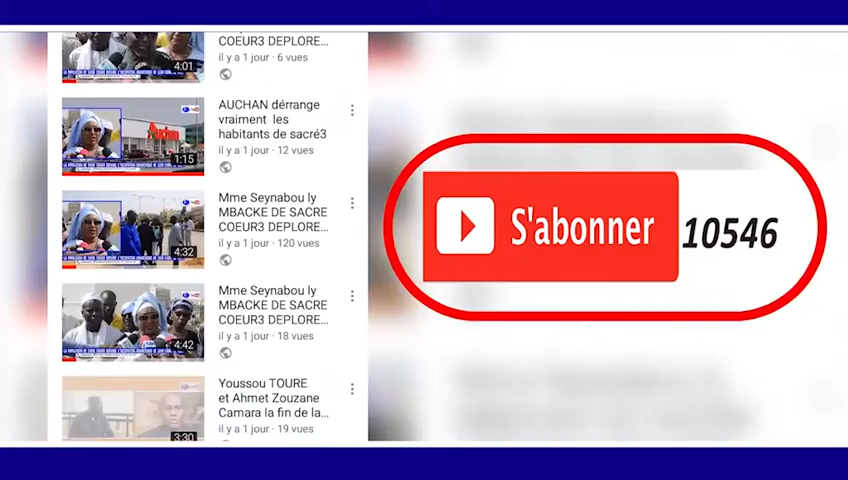 COEUR3 DEPLORE...
il y a 1 jour · 6 vues
4:01
AUCHAN dérrange
vraiment les
habitants de sacré3
il y a 1 jour · 12 vues
Auchan
1:15
Mme Seynabou ly
MBACKE DE SACRE
COEUR3 DEPLORE...
il y a 1 jour · 120 vues
4:32
Mme Seynabou ly
MBACKE DE SACRE
COEUR3 DEPLORE...
il y a 1 jour · 18 vues
4:42
Youssou TOURE
et Ahmet Zouzane
Camara la fin de la...
il y a 1 jour · 19 vues
3:30
S'abonner
10546